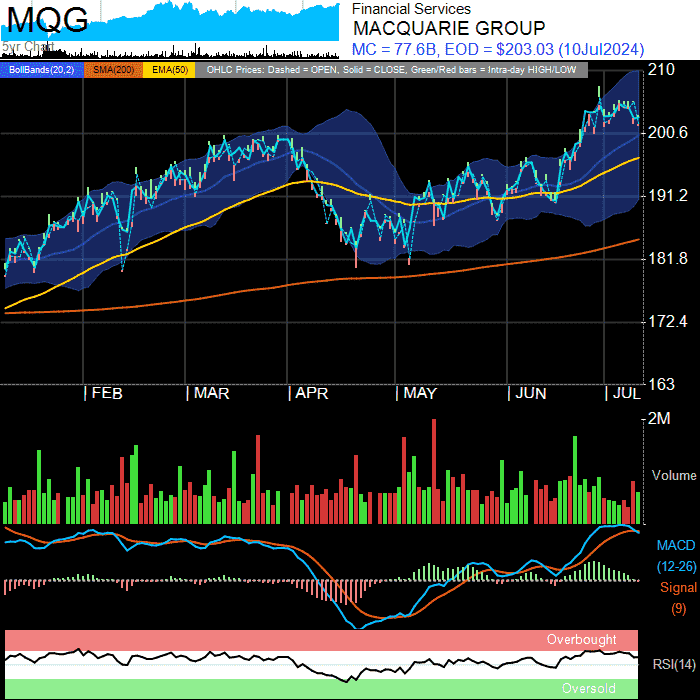 MQG
5yr Chart
Financial Services
MACQUARIE GROUP
MC = 77.6B, EOD = $203.03 (10Jul2024)
BollBands(20,2) SMA(200) EMA(50) OHLC Prices: Dashed = OPEN, Solid = CLOSE, Green/Red bars = Intra-day HIGH/LOW
210
200.6
191.2
181.8
172.4
163
FEB MAR APR MAY JUN JUL
2M
Volume
MACD
(12-26)
Signal
(9)
Overbought
RSI(14)
Oversold